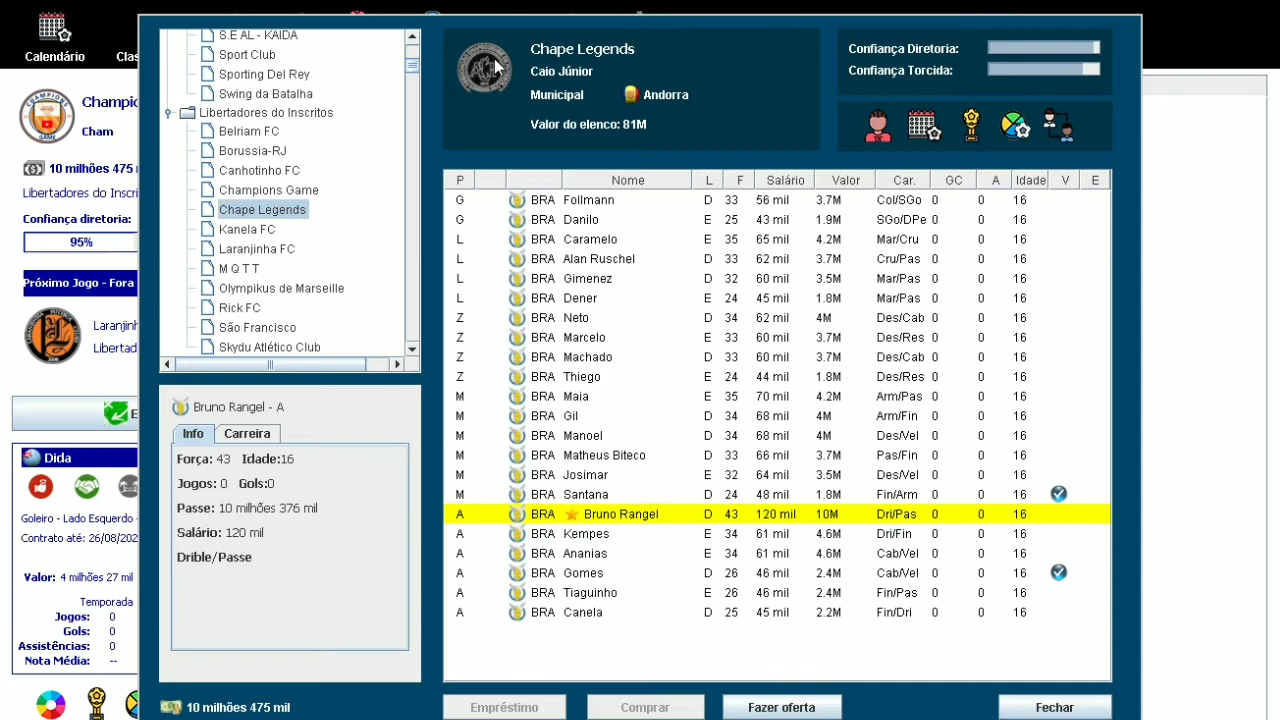 Calendário
Clas
Champio
Cham
10 milhões 475
Libertadores do Inscri
Confiança diretoria:
95%
Próximo Jogo - Fora
Laranjinh
Libertad
E
Dida
Goleiro - Lado Esquerdo -
Contrato até: 26/08/202
Valor: 4 milhões 27 mil
Temporada
Jogos: 0
Gols: 0
Assistências: 0
Nota Média: --
S.E AL - KAIDA
Sport Club
Sporting Del Rey
Swing da Batalha
Libertadores do Inscritos
Belriam FC
Borussia-RJ
Canhotinho FC
Champions Game
Chape Legends
Kanela FC
Laranjinha FC
M Q T T
Olympikus de Marseille
Rick FC
São Francisco
Skydu Atlético Club
Bruno Rangel - A
Info Carreira
Força: 43 Idade:16
Jogos: 0 Gols:0
Passe: 10 milhões 376 mil
Salário: 120 mil
Drible/Passe
10 milhões 475 mil
Chape Legends
Caio Júnior
Municipal Andorra
Valor do elenco: 81M
Confiança Diretoria:
Confiança Torcida:
P Nome L F Salário Valor Car. GC A Idade V E
G BRA Follmann D 33 56 mil 3.7M Col/SGo 0 0 16
G BRA Danilo E 25 43 mil 1.9M SGo/DPe 0 0 16
L BRA Caramelo E 35 65 mil 4.2M Mar/Cru 0 0 16
L BRA Alan Ruschel D 33 62 mil 3.7M Cru/Pas 0 0 16
L BRA Gimenez D 32 60 mil 3.5M Mar/Pas 0 0 16
L BRA Dener E 24 45 mil 1.8M Mar/Pas 0 0 16
Z BRA Neto D 34 62 mil 4M Des/Cab 0 0 16
Z BRA Marcelo E 33 60 mil 3.7M Des/Res 0 0 16
Z BRA Machado D 33 60 mil 3.7M Des/Cab 0 0 16
Z BRA Thiego E 24 44 mil 1.8M Des/Res 0 0 16
M BRA Maia E 35 70 mil 4.2M Arm/Pas 0 0 16
M BRA Gil D 34 68 mil 4M Arm/Fin 0 0 16
M BRA Manoel D 34 68 mil 4M Des/Vel 0 0 16
M BRA Matheus Biteco D 33 66 mil 3.7M Pas/Fin 0 0 16
M BRA Josimar E 32 64 mil 3.5M Des/Vel 0 0 16
M BRA Santana D 24 48 mil 1.8M Fin/Arm 0 0 16
A BRA Bruno Rangel D 43 120 mil 10M Dri/Pas 0 0 16
A BRA Kempes E 34 61 mil 4.6M Dri/Fin 0 0 16
A BRA Ananias E 34 61 mil 4.6M Cab/Vel 0 0 16
A BRA Gomes D 26 46 mil 2.4M Cab/Vel 0 0 16
A BRA Tiaguinho E 26 46 mil 2.4M Fin/Pas 0 0 16
A BRA Canela D 25 45 mil 2.2M Fin/Dri 0 0 16
Empréstimo Comprar Fazer oferta Fechar